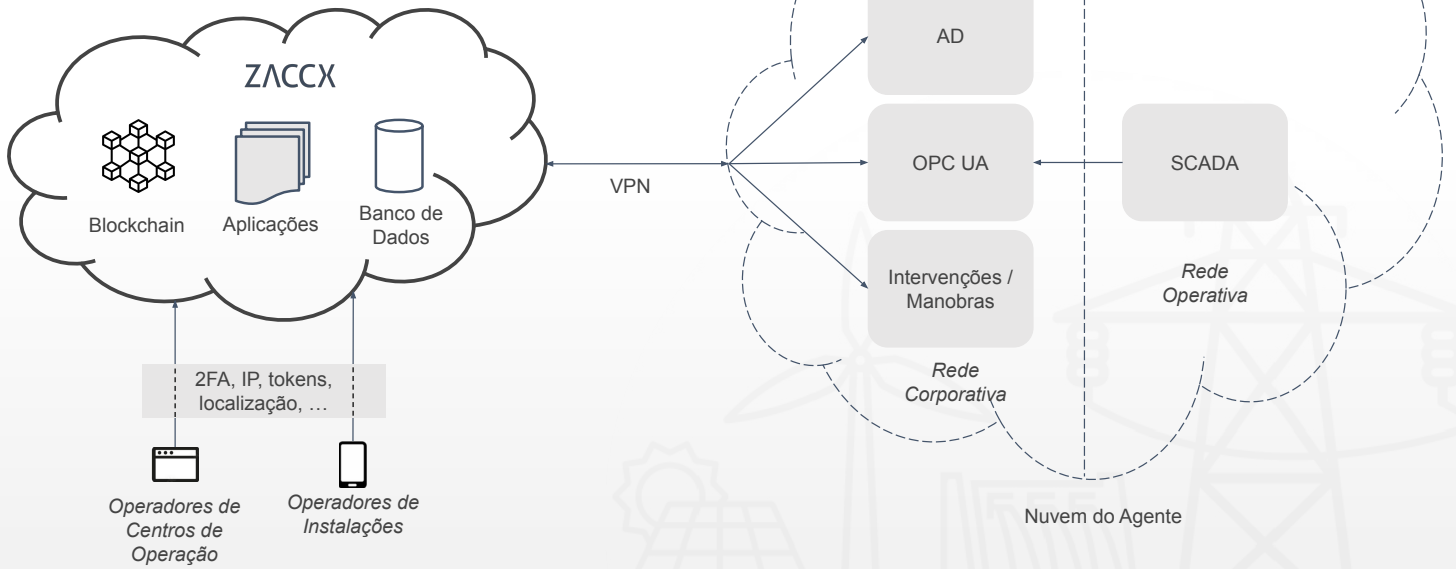 ZACCX
Blockchain
Aplicações
Banco de
Dados
VPN
AD
OPC UA
SCADA
Intervenções /
Manobras
Rede
Operativa
Rede
Corporativa
2FA, IP, tokens,
localização, …
Operadores de
Centros de
Operação
Operadores de
Instalações
Nuvem do Agente